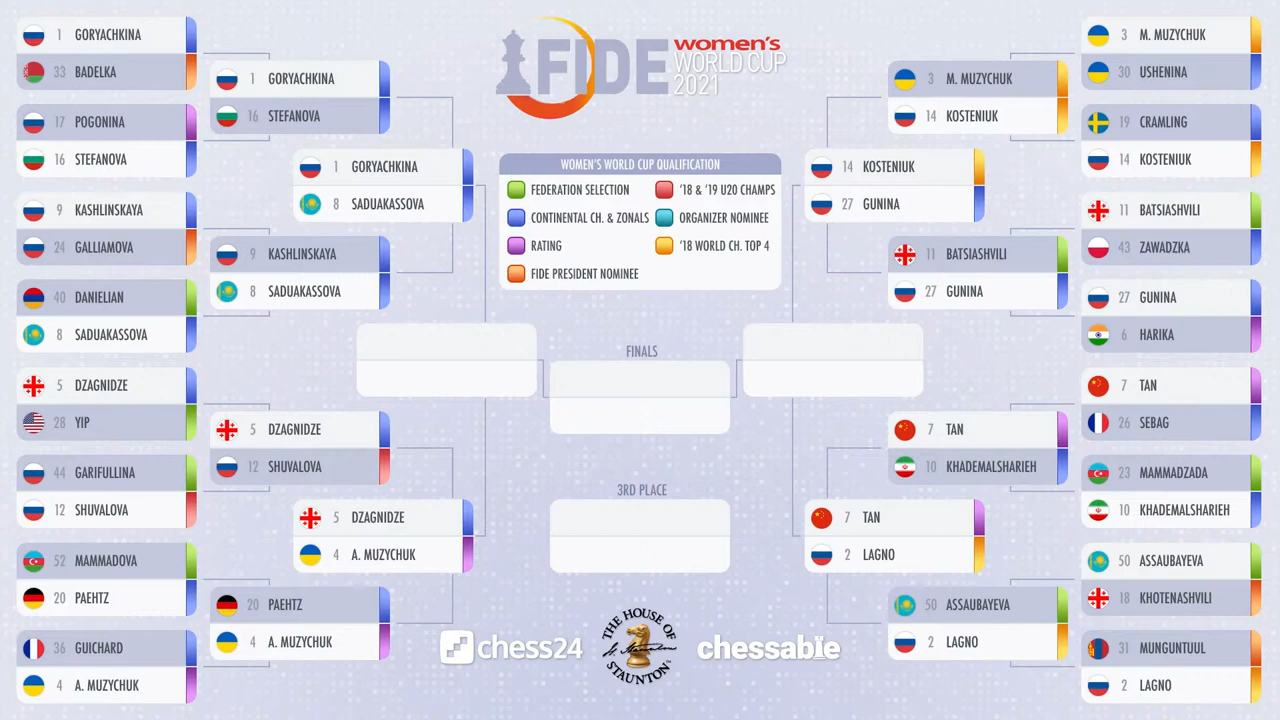 FIDE women's
WORLD CUP
2021
1 GORYACHKINA
33 BADELKA
17 POGONINA
16 STEFANOVA
9 KASHLINSKAYA
24 GALLIAMOVA
40 DANIELIAN
8 SADUAKASSOVA
5 DZAGNIDZE
28 YIP
44 GARIFULLINA
12 SHUVALOVA
52 MAMMADOVA
20 PAEHTZ
36 GUICHARD
4 A. MUZYCHUK
1 GORYACHKINA
16 STEFANOVA
9 KASHLINSKAYA
8 SADUAKASSOVA
5 DZAGNIDZE
12 SHUVALOVA
20 PAEHTZ
4 A. MUZYCHUK
1 GORYACHKINA
8 SADUAKASSOVA
5 DZAGNIDZE
4 A. MUZYCHUK
WOMEN'S WORLD CUP QUALIFICATION
FEDERATION SELECTION
'18 & '19 U20 CHAMPS
CONTINENTAL CH. & ZONALS
ORGANIZER NOMINEE
RATING
'18 WORLD CH. TOP 4
FIDE PRESIDENT NOMINEE
FINALS
3RD PLACE
chess24
THE HOUSE OF
STAUNTON
chessable
14 KOSTENIUK
27 GUNINA
7 TAN
2 LAGNO
3 M. MUZYCHUK
14 KOSTENIUK
11 BATSIASHVILI
27 GUNINA
7 TAN
10 KHADEMALSHARIEH
50 ASSAUBAYEVA
2 LAGNO
3 M. MUZYCHUK
30 USHENINA
19 CRAMLING
14 KOSTENIUK
11 BATSIASHVILI
43 ZAWADZKA
27 GUNINA
6 HARIKA
7 TAN
26 SEBAG
23 MAMMADZADA
10 KHADEMALSHARIEH
50 ASSAUBAYEVA
18 KHOTENASHVILI
31 MUNGUNTUUL
2 LAGNO